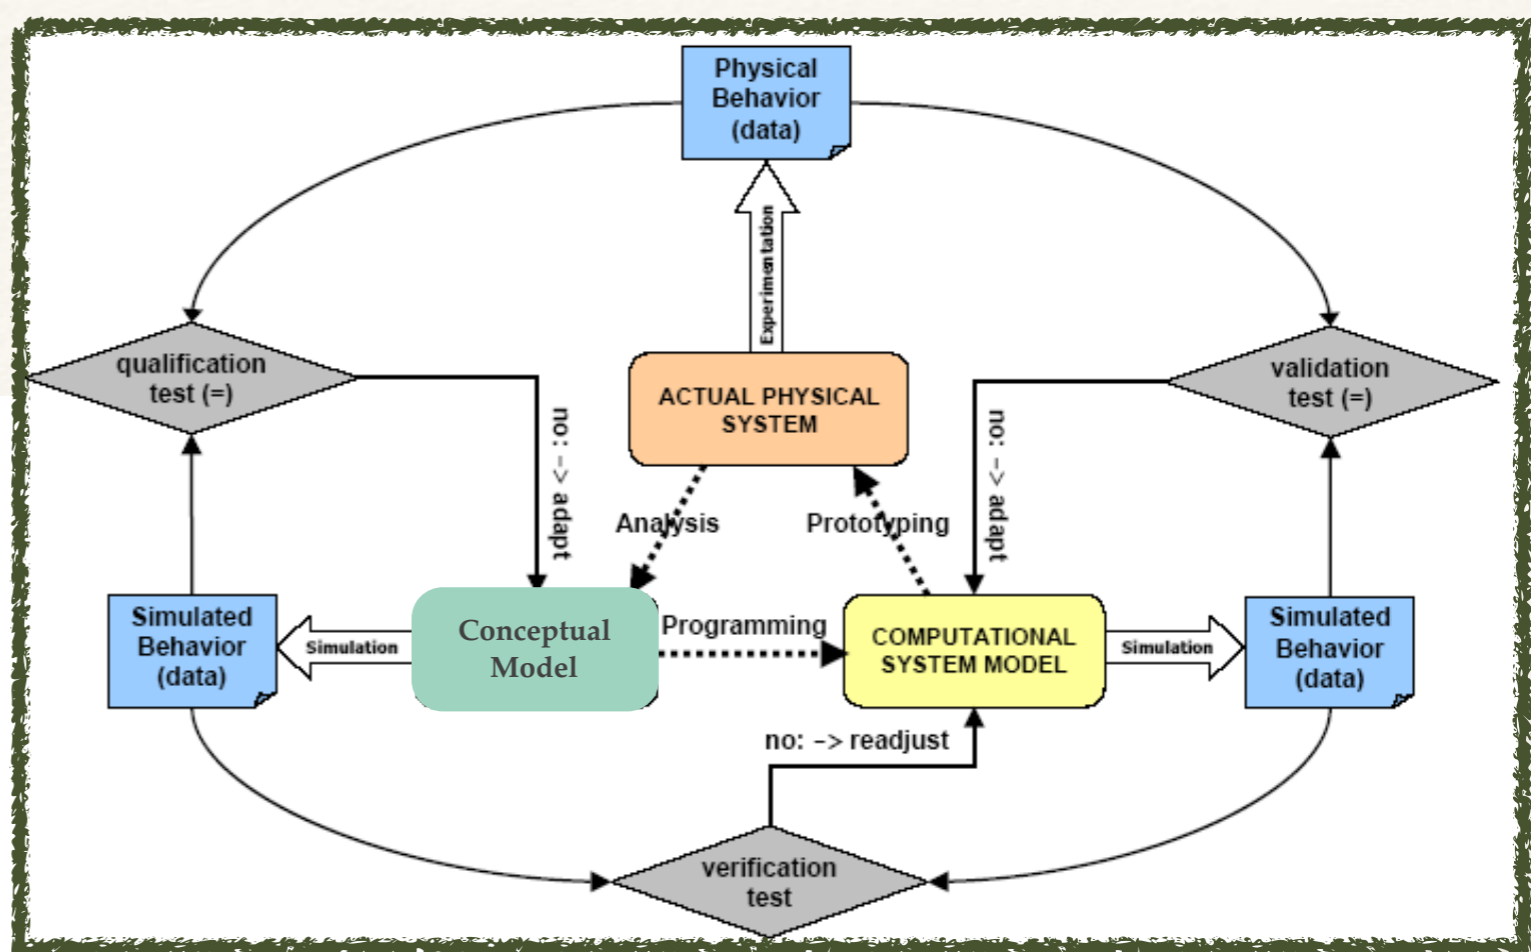 Physical
Behavior
(data)
Experimentation
qualification
test (=)
validation
test (=)
ACTUAL PHYSICAL
SYSTEM
no: -> adapt
no: -> adapt
Analysis
Prototyping
Simulated
Behavior
(data)
Simulation
Conceptual
Model
Programming
COMPUTATIONAL
SYSTEM MODEL
Simulation
Simulated
Behavior
(data)
no: -> readjust
verification
test